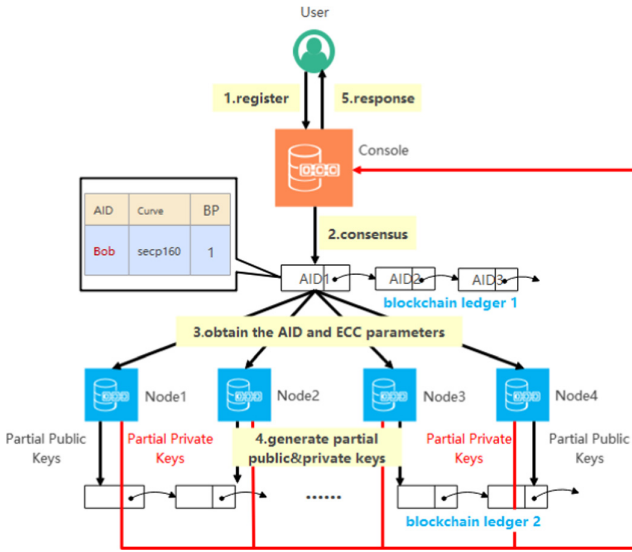 User
1.register
5.response
Console
AID
Curve
BP
Bob
secp160
1
2.consensus
AID1
AID2
AID3
blockchain ledger 1
3.obtain the AID and ECC parameters
Node1
Node2
Node3
Node4
Partial Public
Keys
Partial Private
Keys
4.generate partial
public&private keys
Partial Private
Keys
Partial Public
Keys
......
blockchain ledger 2